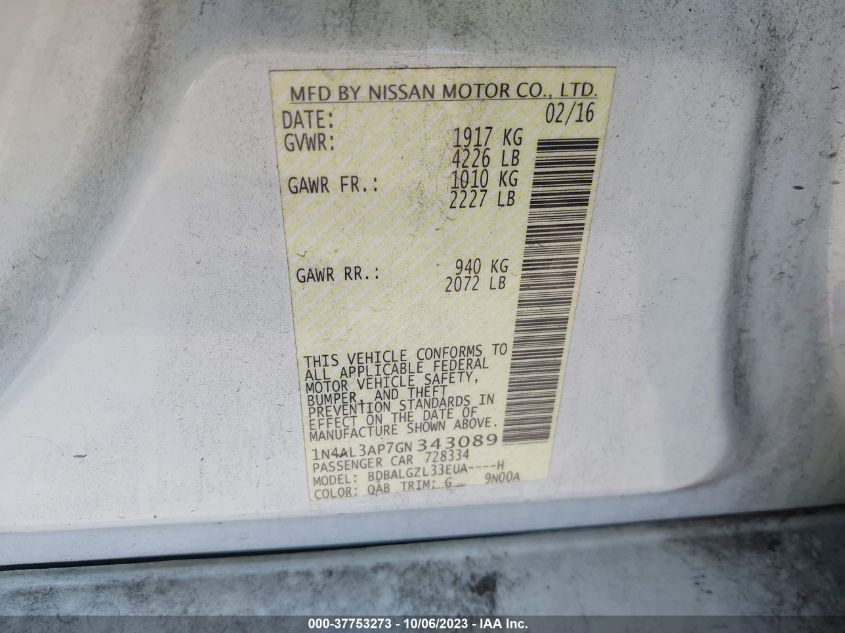 MFD BY NISSAN MOTOR CO., LTD.
DATE: 02/16
GVWR: 1917 KG
4226 LB
GAWR FR.: 1010 KG
2227 LB
GAWR RR.: 940 KG
2072 LB
THIS VEHICLE CONFORMS TO
ALL APPLICABLE FEDERAL
MOTOR VEHICLE SAFETY,
BUMPER, AND THEFT
PREVENTION STANDARDS IN
EFFECT ON THE DATE OF
MANUFACTURE SHOWN ABOVE.
1N4AL3AP7GN343089
PASSENGER CAR 728334
MODEL: BDBALGZL33EUA----H
COLOR: QAB TRIM: G_ 9N00A
000-37753273 - 10/06/2023 - IAA Inc.